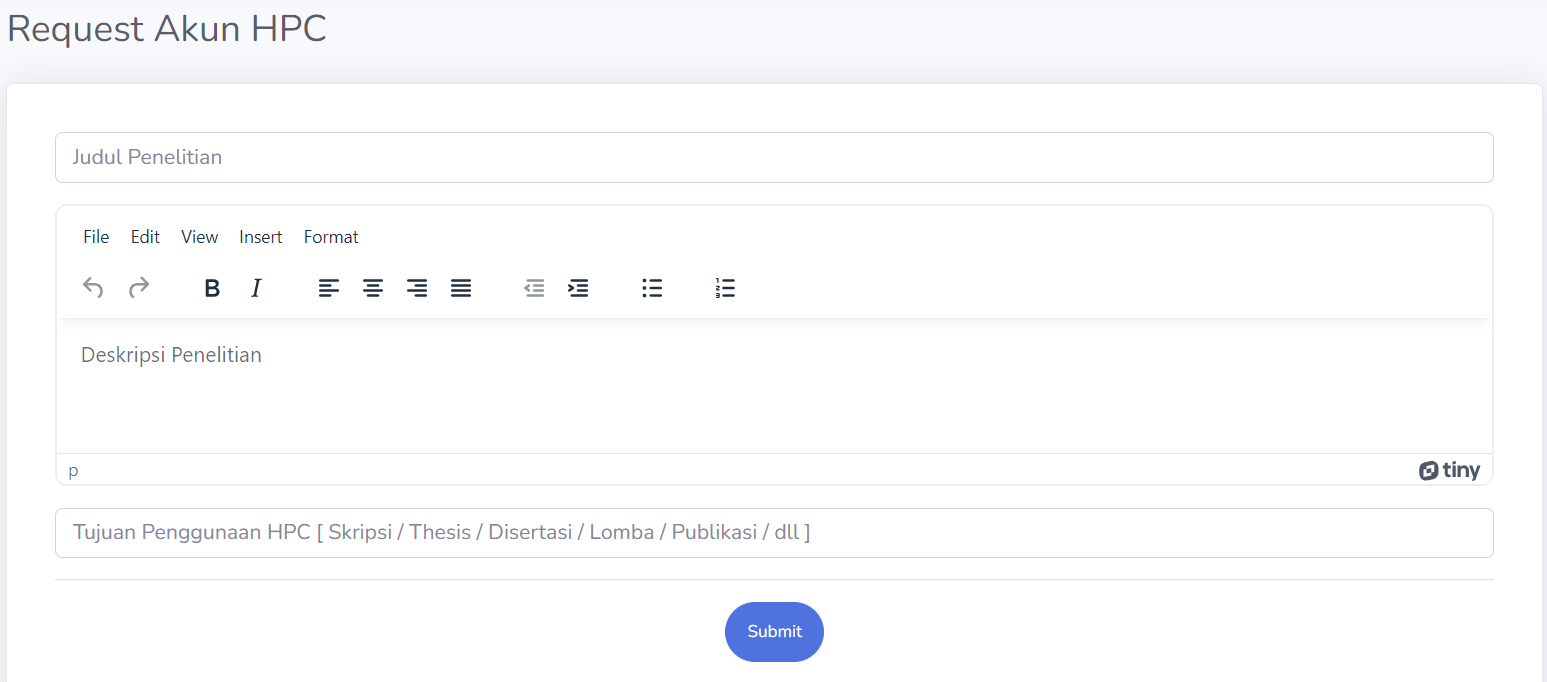 Request Akun HPC
Judul Penelitian
File Edit View Insert Format
B I
Deskripsi Penelitian
p tiny
Tujuan Penggunaan HPC [ Skripsi / Thesis / Disertasi / Lomba / Publikasi / dll ]
Submit